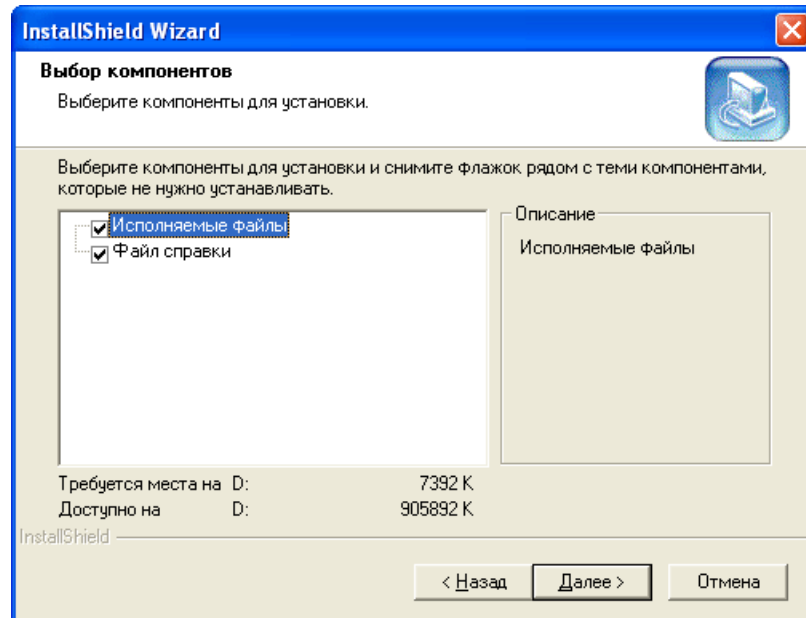 InstallShield Wizard
Выбор компонентов
Выберите компоненты для установки.
Выберите компоненты для установки и снимите флажок рядом с теми компонентами,
которые не нужно устанавливать.
Исполняемые файлы
Файл справки
Описание
Исполняемые файлы
Требуется места на D: 7392 K
Доступно на D: 905892 K
InstallShield
< Назад Далее > Отмена